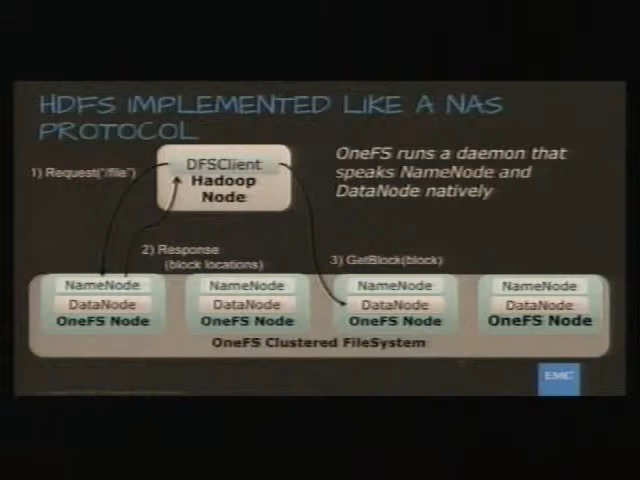 HDFS IMPLEMENTED LIKE A NAS
PROTOCOL
DFSClient
Hadoop
Node
OneFS runs a daemon that
speaks NameNode and
DataNode natively
1) Request("/file")
2) Response
(block locations)
3) GetBlock(block)
NameNode
DataNode
OneFS Node
NameNode
DataNode
OneFS Node
NameNode
DataNode
OneFS Node
NameNode
DataNode
OneFS Node
OneFS Clustered FileSystem
EMC